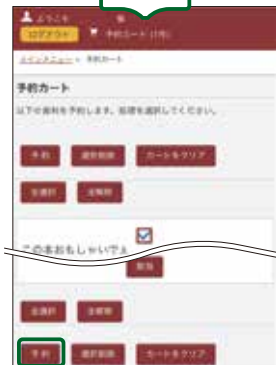 ようこそ 様
ログアウト 予約カート(1件)
メインメニュー > 予約カート
予約カート
以下の資料を予約します。処理を選択してください。
予約 選択削除 カートをクリア
全選択 全解除
この本おもしゃいでぇ
全選択 全解除
予約 選択削除 カートをクリア